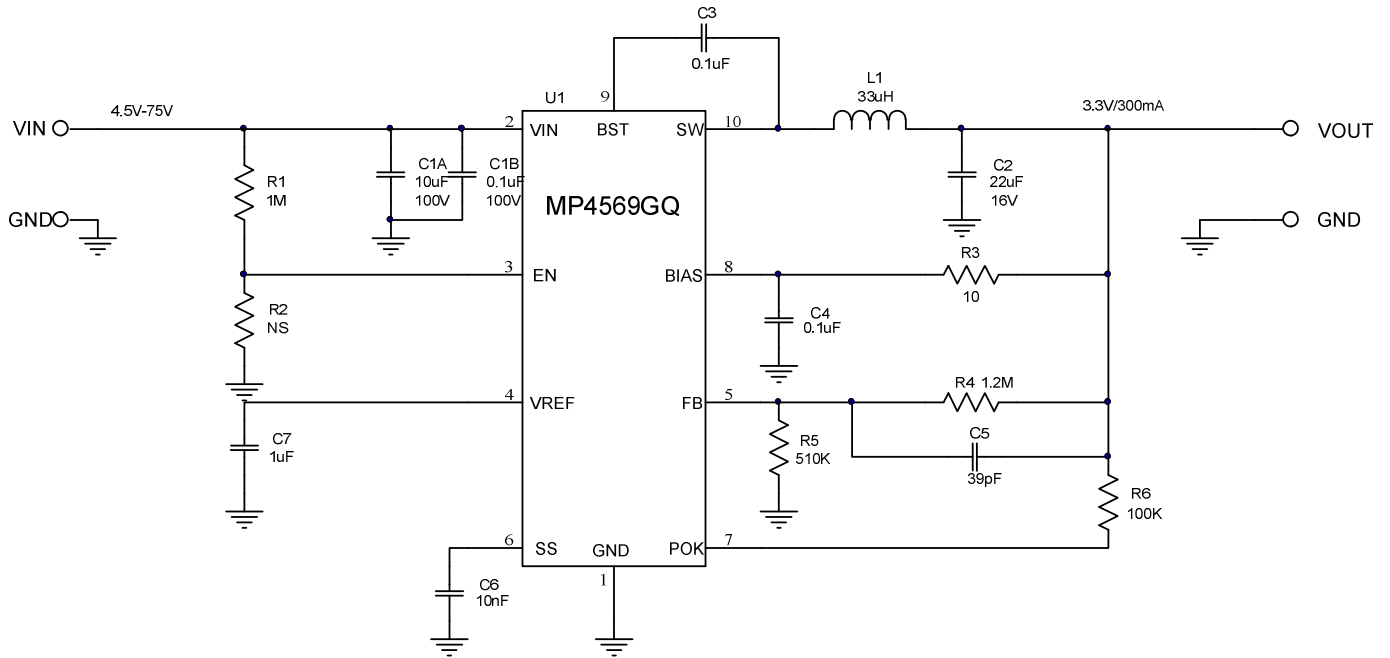 C3
0.1uF
L1
33uH
4.5V-75V
U1
9
3.3V/300mA
VIN
2
VIN
BST
SW
10
VOUT
C1A
10uF
100V
C1B
0.1uF
100V
C2
22uF
16V
R1
1M
MP4569GQ
GND
GND
3
EN
BIAS
8
R3
10
R2
NS
C4
0.1uF
4
VREF
FB
5
R4 1.2M
C7
1uF
R5
510K
C5
39pF
R6
100K
6
SS
GND
POK
7
1
C6
10nF